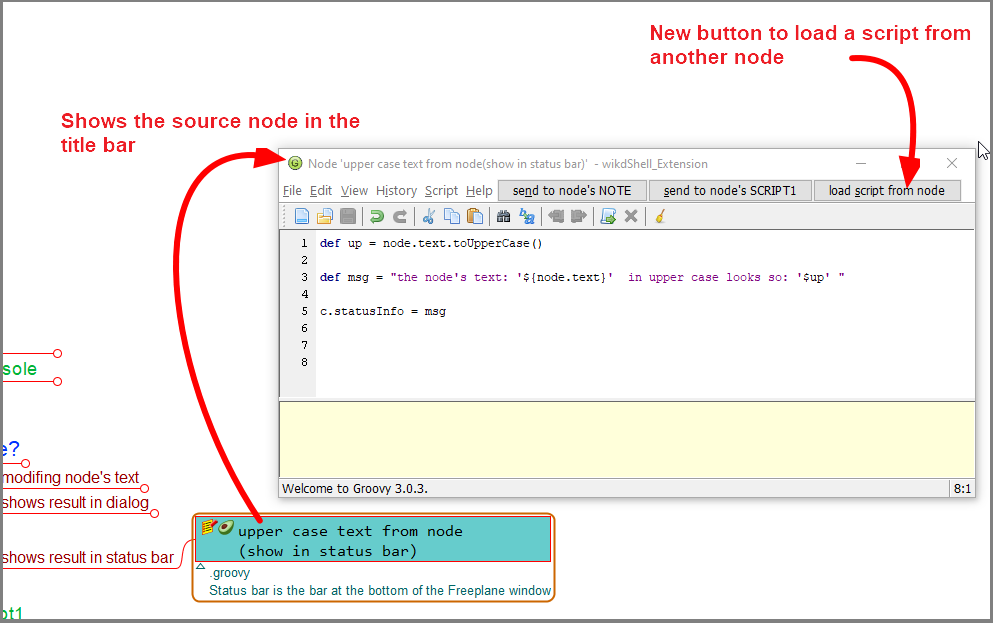 New button to load a script from
another node
Shows the source node in the
title bar
Node 'upper case text from node(show in status bar)' - wikdShell_Extension
File Edit View History Script Help send to node's NOTE send to node's SCRIPT1 load script from node
1 def up = node.text.toUpperCase()
2
3 def msg = "the node's text: '${node.text}'  in upper case looks so: '$up' "
4
5 c.statusInfo = msg
6
7
8
Welcome to Groovy 3.0.3. 8:1
sole
e?
modifing node's text
shows result in dialog
shows result in status bar
upper case text from node
(show in status bar)
.groovy
Status bar is the bar at the bottom of the Freeplane window
pt1